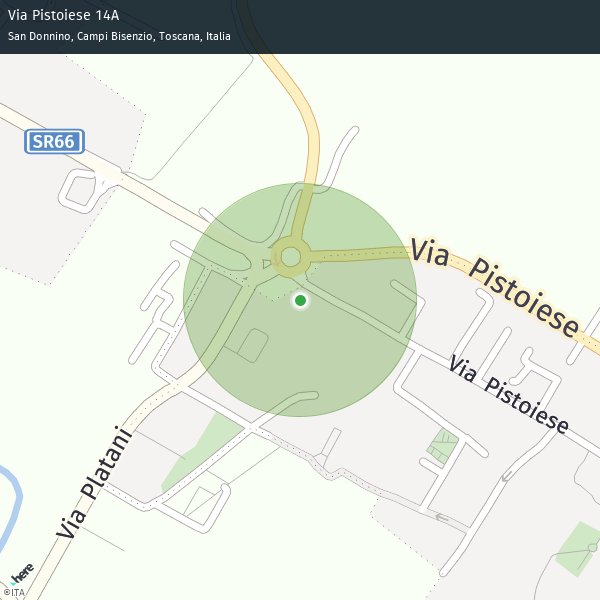 Via Pistoiese 14A
San Donnino, Campi Bisenzio, Toscana, Italia
SR66
Via Pistoiese
Via Pistoiese
Via Platani
here
©ITA